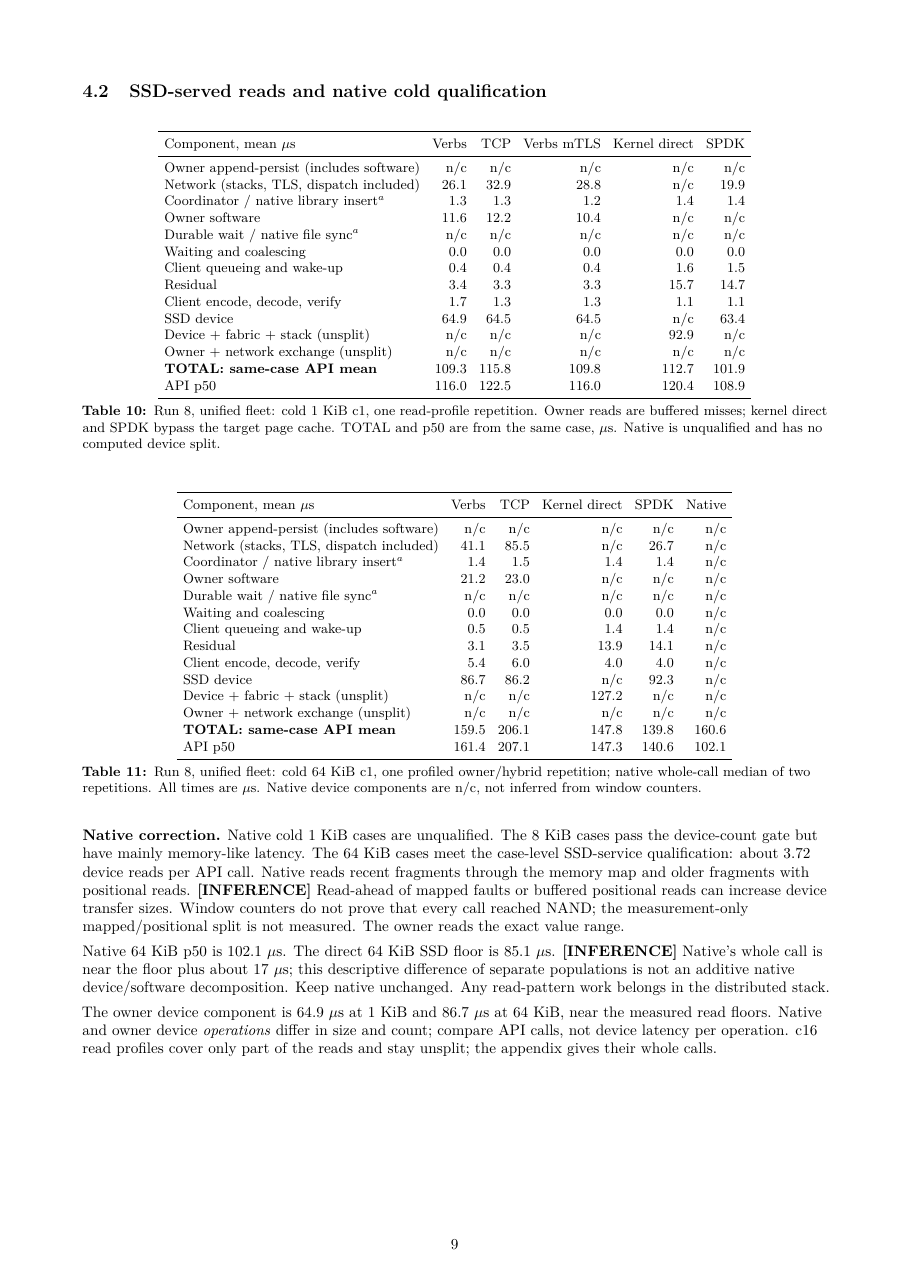 4.2 SSD-served reads and native cold qualification
Component, mean µs Verbs TCP Verbs mTLS Kernel direct SPDK
Owner append-persist (includes software) n/c n/c n/c n/c n/c
Network (stacks, TLS, dispatch included) 26.1 32.9 28.8 n/c 19.9
Coordinator / native library insertᵃ 1.3 1.3 1.2 1.4 1.4
Owner software 11.6 12.2 10.4 n/c n/c
Durable wait / native file syncᵃ n/c n/c n/c n/c n/c
Waiting and coalescing 0.0 0.0 0.0 0.0 0.0
Client queueing and wake-up 0.4 0.4 0.4 1.6 1.5
Residual 3.4 3.3 3.3 15.7 14.7
Client encode, decode, verify 1.7 1.3 1.3 1.1 1.1
SSD device 64.9 64.5 64.5 n/c 63.4
Device + fabric + stack (unsplit) n/c n/c n/c 92.9 n/c
Owner + network exchange (unsplit) n/c n/c n/c n/c n/c
TOTAL: same-case API mean 109.3 115.8 109.8 112.7 101.9
API p50 116.0 122.5 116.0 120.4 108.9
Table 10: Run 8, unified fleet: cold 1 KiB c1, one read-profile repetition. Owner reads are buffered misses; kernel direct
and SPDK bypass the target page cache. TOTAL and p50 are from the same case, µs. Native is unqualified and has no
computed device split.
Component, mean µs Verbs TCP Kernel direct SPDK Native
Owner append-persist (includes software) n/c n/c n/c n/c n/c
Network (stacks, TLS, dispatch included) 41.1 85.5 n/c 26.7 n/c
Coordinator / native library insertᵃ 1.4 1.5 1.4 1.4 n/c
Owner software 21.2 23.0 n/c n/c n/c
Durable wait / native file syncᵃ n/c n/c n/c n/c n/c
Waiting and coalescing 0.0 0.0 0.0 0.0 n/c
Client queueing and wake-up 0.5 0.5 1.4 1.4 n/c
Residual 3.1 3.5 13.9 14.1 n/c
Client encode, decode, verify 5.4 6.0 4.0 4.0 n/c
SSD device 86.7 86.2 n/c 92.3 n/c
Device + fabric + stack (unsplit) n/c n/c 127.2 n/c n/c
Owner + network exchange (unsplit) n/c n/c n/c n/c n/c
TOTAL: same-case API mean 159.5 206.1 147.8 139.8 160.6
API p50 161.4 207.1 147.3 140.6 102.1
Table 11: Run 8, unified fleet: cold 64 KiB c1, one profiled owner/hybrid repetition; native whole-call median of two
repetitions. All times are µs. Native device components are n/c, not inferred from window counters.
Native correction. Native cold 1 KiB cases are unqualified. The 8 KiB cases pass the device-count gate but
have mainly memory-like latency. The 64 KiB cases meet the case-level SSD-service qualification: about 3.72
device reads per API call. Native reads recent fragments through the memory map and older fragments with
positional reads. [INFERENCE] Read-ahead of mapped faults or buffered positional reads can increase device
transfer sizes. Window counters do not prove that every call reached NAND; the measurement-only
mapped/positional split is not measured. The owner reads the exact value range.
Native 64 KiB p50 is 102.1 µs. The direct 64 KiB SSD floor is 85.1 µs. [INFERENCE] Native's whole call is
near the floor plus about 17 µs; this descriptive difference of separate populations is not an additive native
device/software decomposition. Keep native unchanged. Any read-pattern work belongs in the distributed stack.
The owner device component is 64.9 µs at 1 KiB and 86.7 µs at 64 KiB, near the measured read floors. Native
and owner device operations differ in size and count; compare API calls, not device latency per operation. c16
read profiles cover only part of the reads and stay unsplit; the appendix gives their whole calls.
9